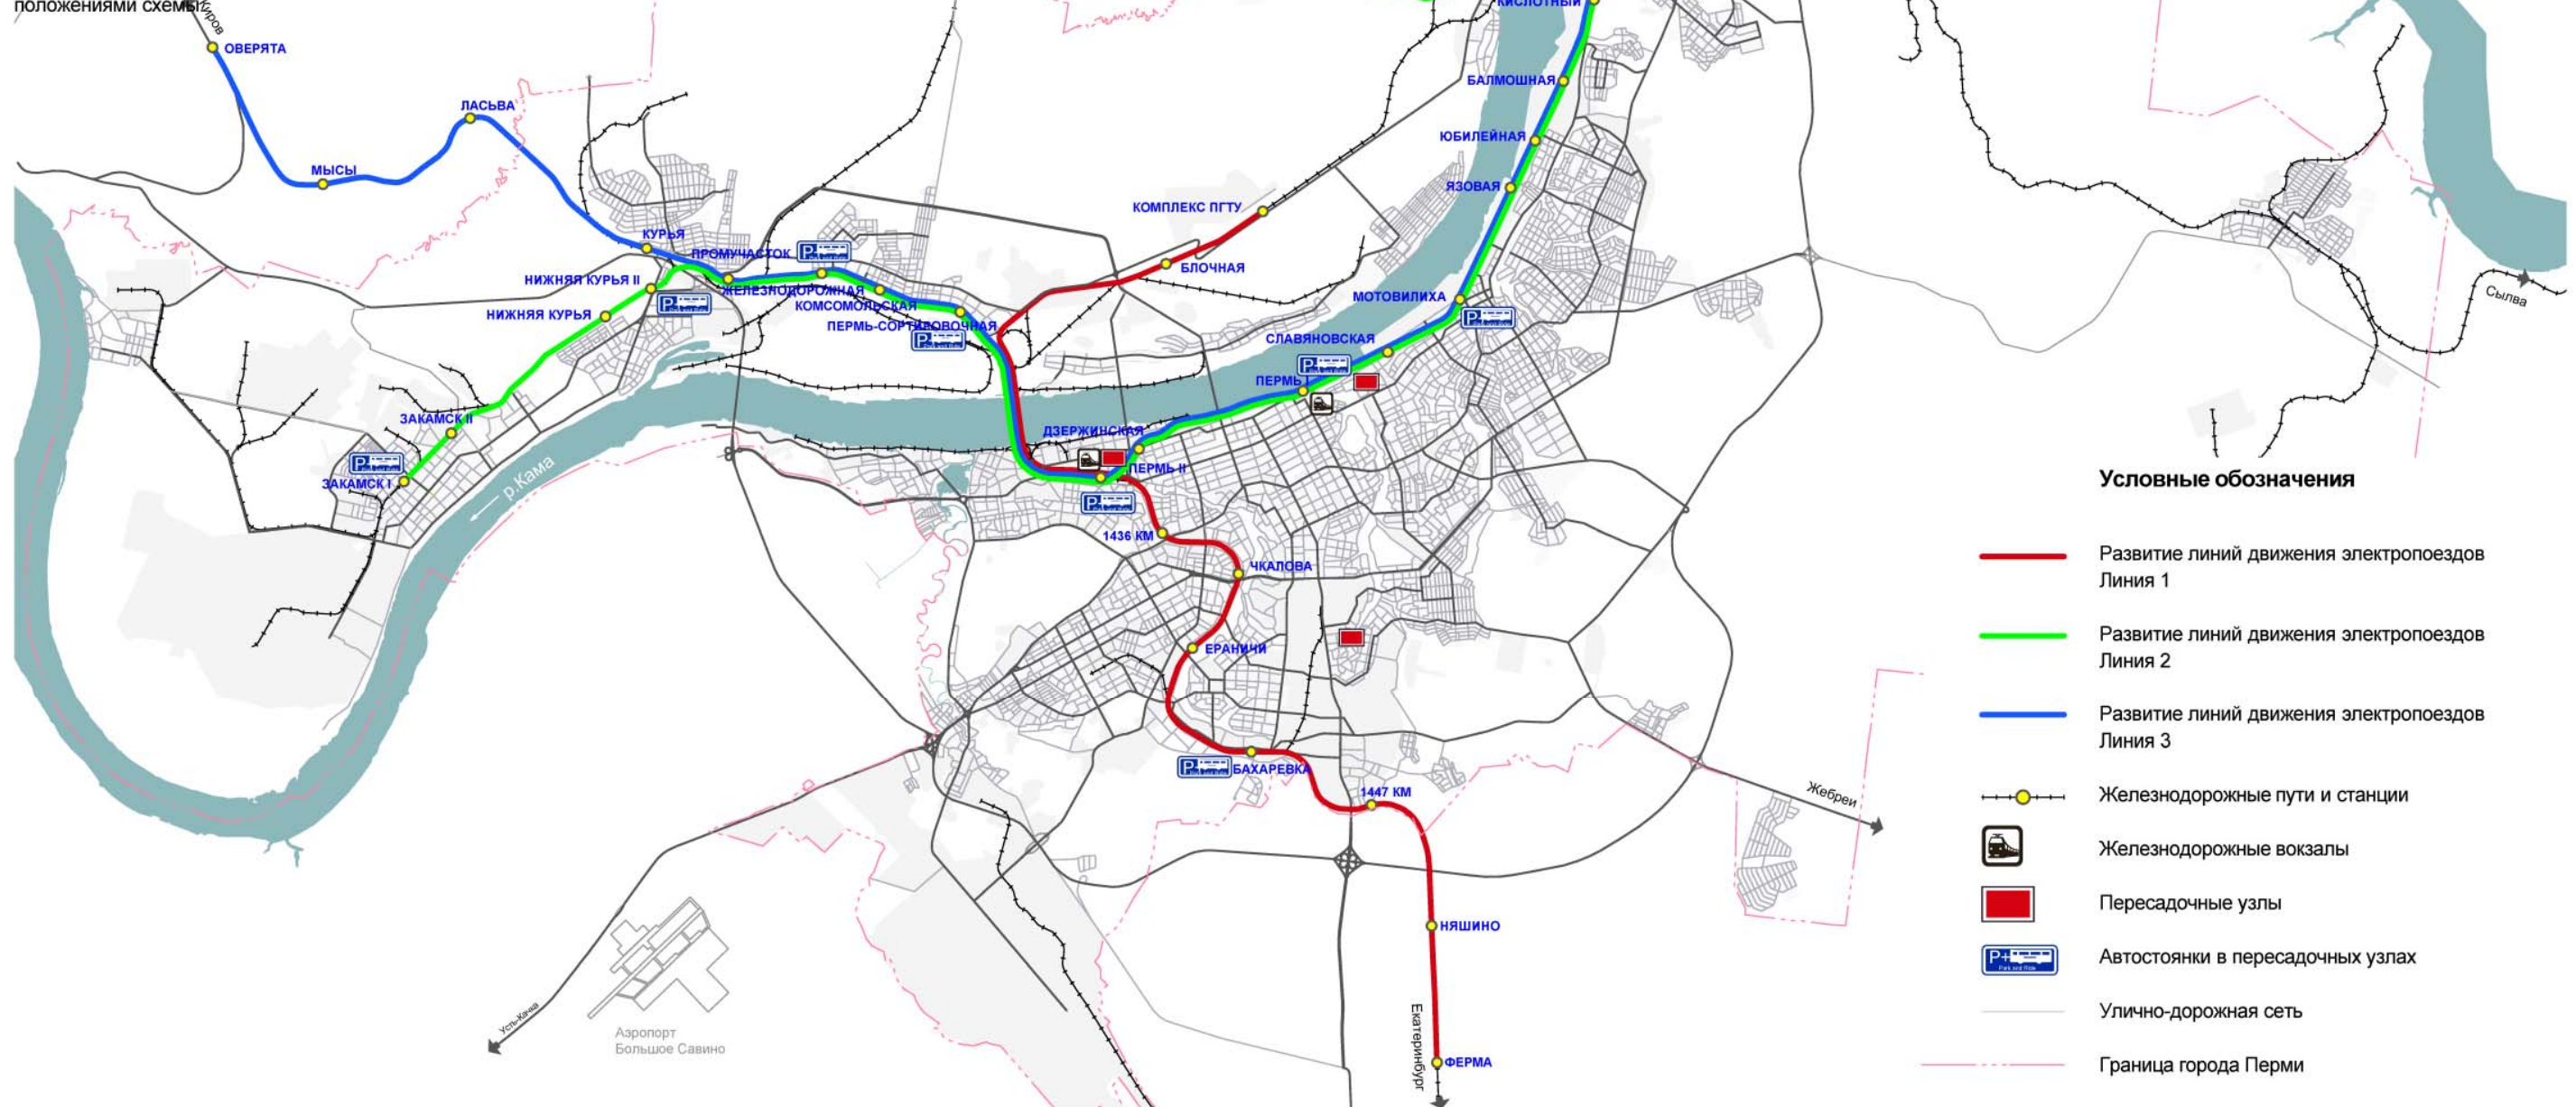 положениями схемы.
Киров
КИСЛОТНЫЙ
ОВЕРЯТА
БАЛМОШНАЯ
ЛАСЬВА
ЮБИЛЕЙНАЯ
МЫСЫ
ЯЗОВАЯ
КОМПЛЕКС ПГТУ
КУРЬЯ
ПРОМУЧАСТОК
БЛОЧНАЯ
НИЖНЯЯ КУРЬЯ II
ЖЕЛЕЗНОДОРОЖНАЯ
КОМСОМОЛЬСКАЯ
МОТОВИЛИХА
Сылва
НИЖНЯЯ КУРЬЯ
ПЕРМЬ-СОРТИРОВОЧНАЯ
СЛАВЯНОВСКАЯ
ПЕРМЬ I
ЗАКАМСК II
ДЗЕРЖИНСКАЯ
ПЕРМЬ II
ЗАКАМСК I
р.Кама
1436 КМ
ЧКАЛОВА
ЕРАНИЧИ
БАХАРЕВКА
1447 КМ
Жебреи
НЯШИНО
Усть-Качка
Аэропорт
Большое Савино
Екатеринбург
ФЕРМА
Условные обозначения
Развитие линий движения электропоездов
Линия 1
Развитие линий движения электропоездов
Линия 2
Развитие линий движения электропоездов
Линия 3
Железнодорожные пути и станции
Железнодорожные вокзалы
Пересадочные узлы
P+
Park and Ride
Автостоянки в пересадочных узлах
Улично-дорожная сеть
Граница города Перми